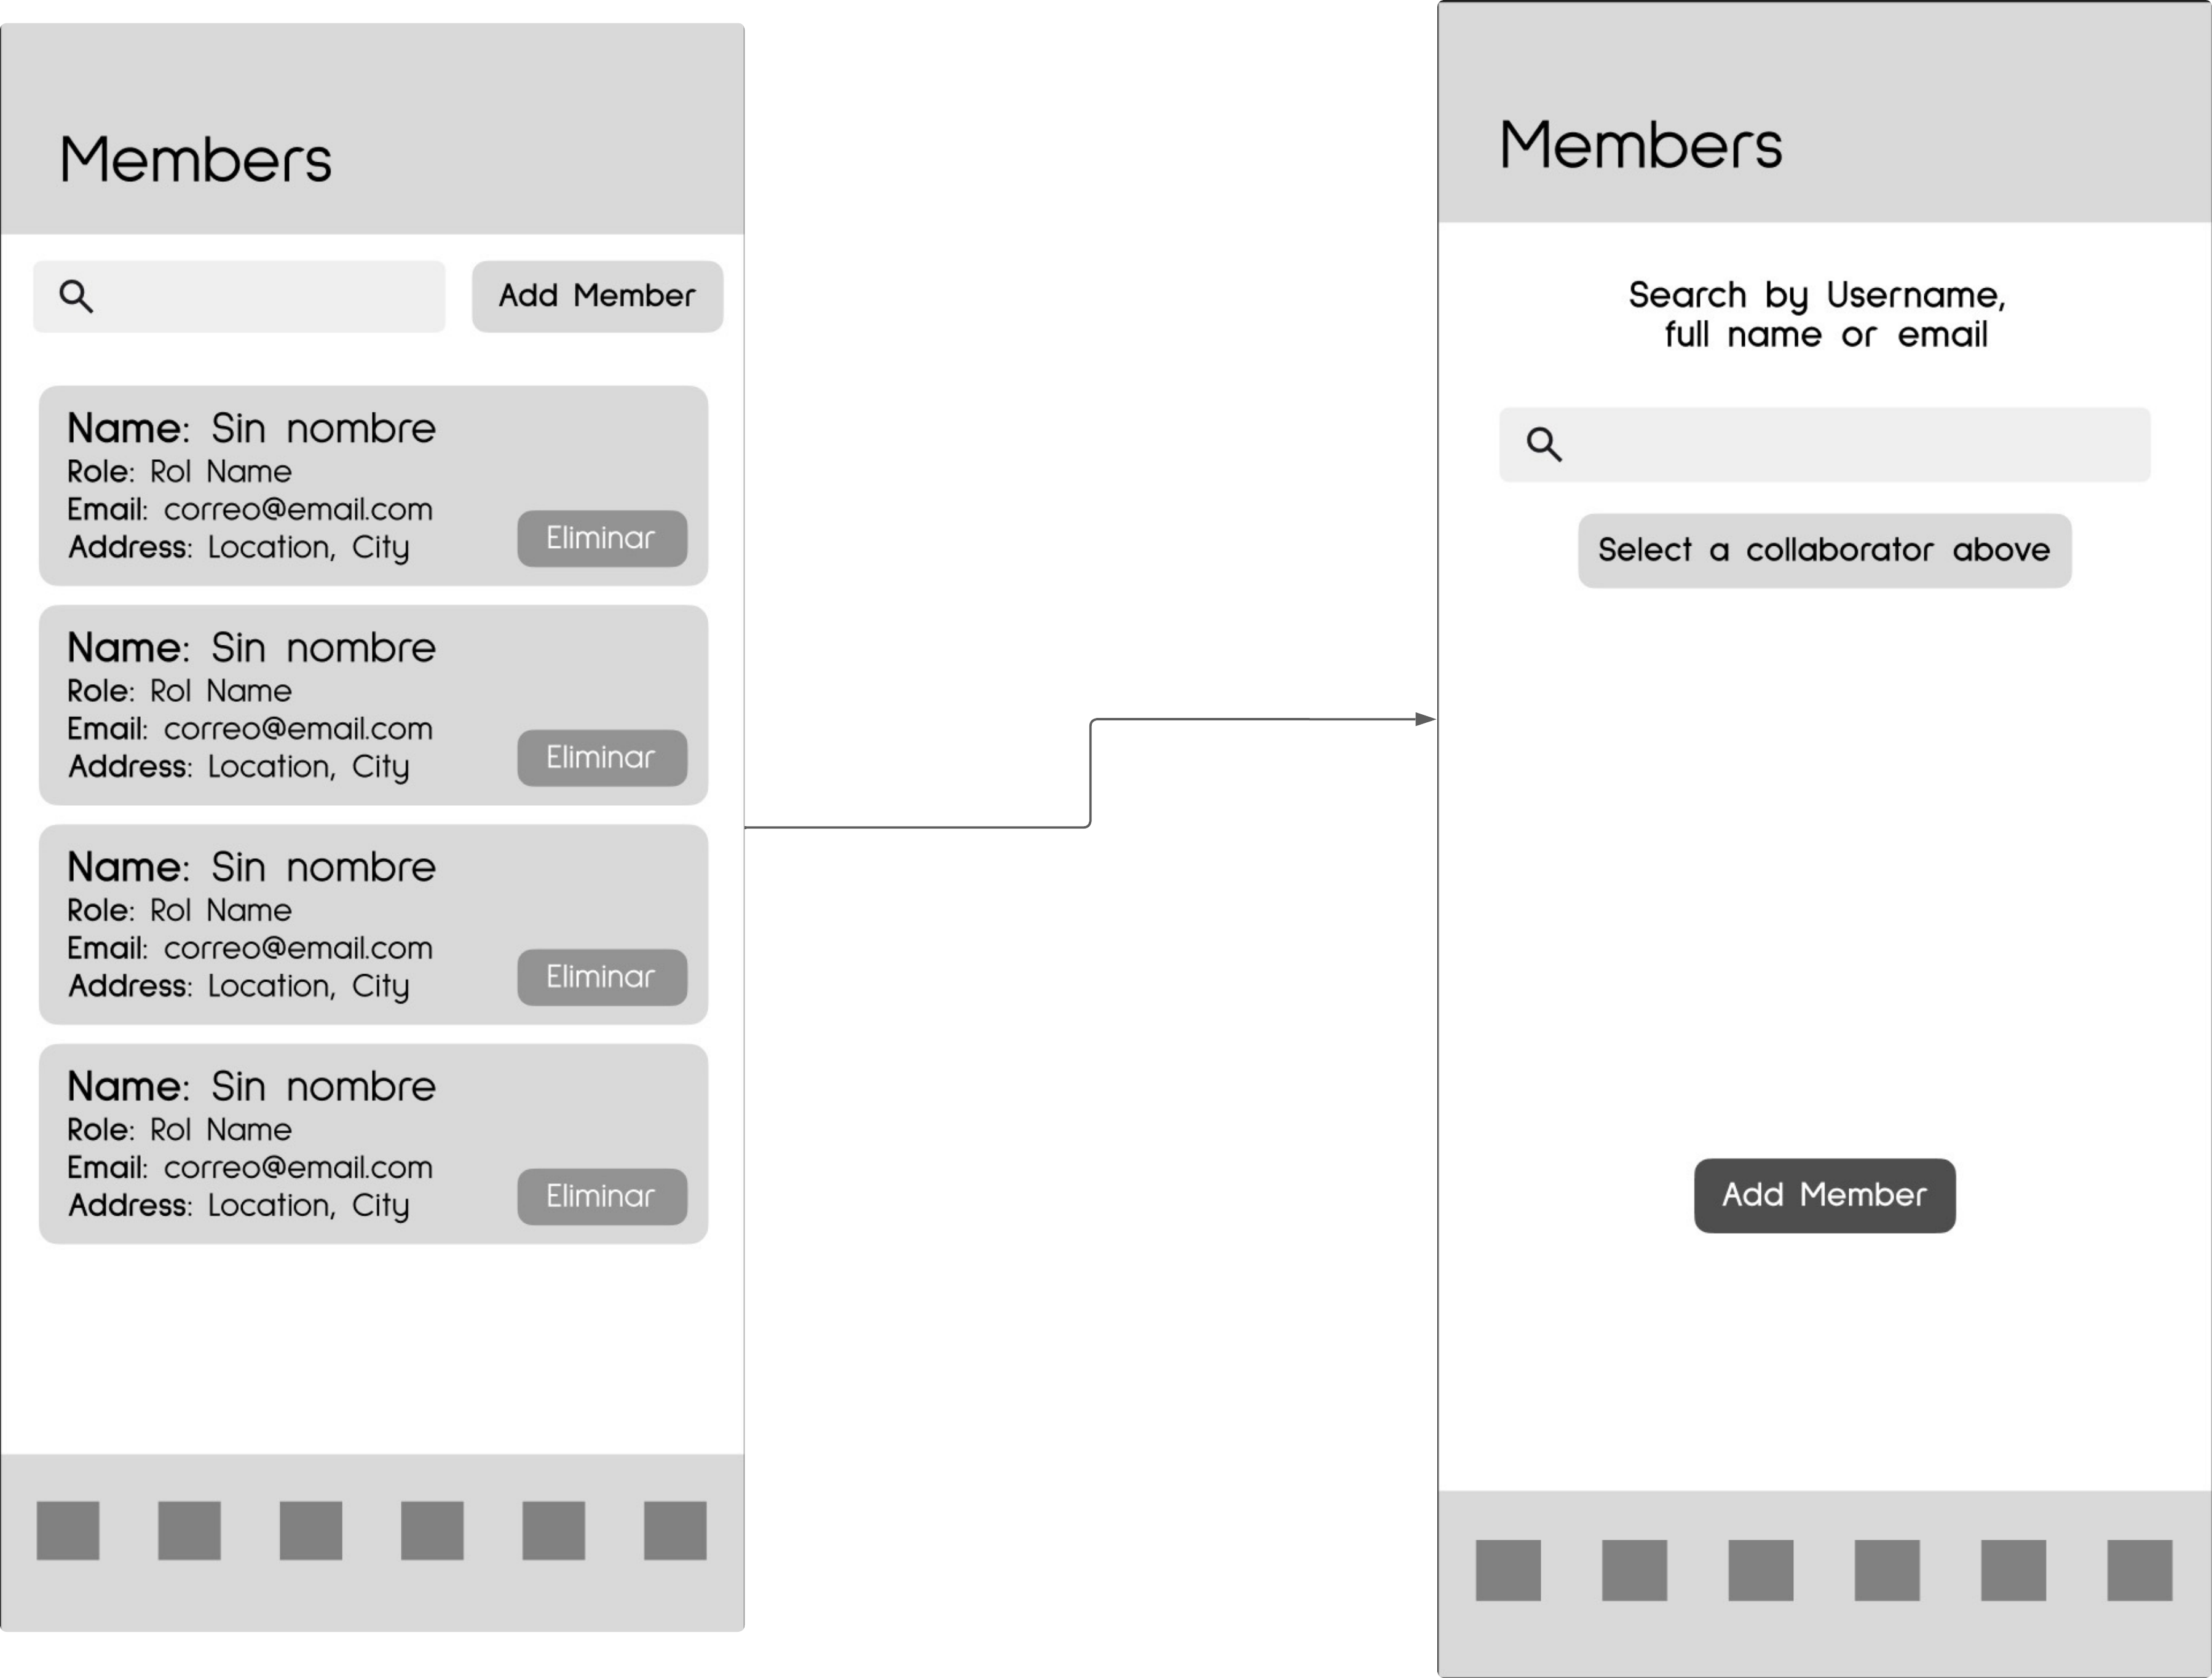 Members
Add Member
Name: Sin nombre
Role: Rol Name
Email: correo@email.com
Address: Location, City
Eliminar
Name: Sin nombre
Role: Rol Name
Email: correo@email.com
Address: Location, City
Eliminar
Name: Sin nombre
Role: Rol Name
Email: correo@email.com
Address: Location, City
Eliminar
Name: Sin nombre
Role: Rol Name
Email: correo@email.com
Address: Location, City
Eliminar
Members
Search by Username,
full name or email
Select a collaborator above
Add Member